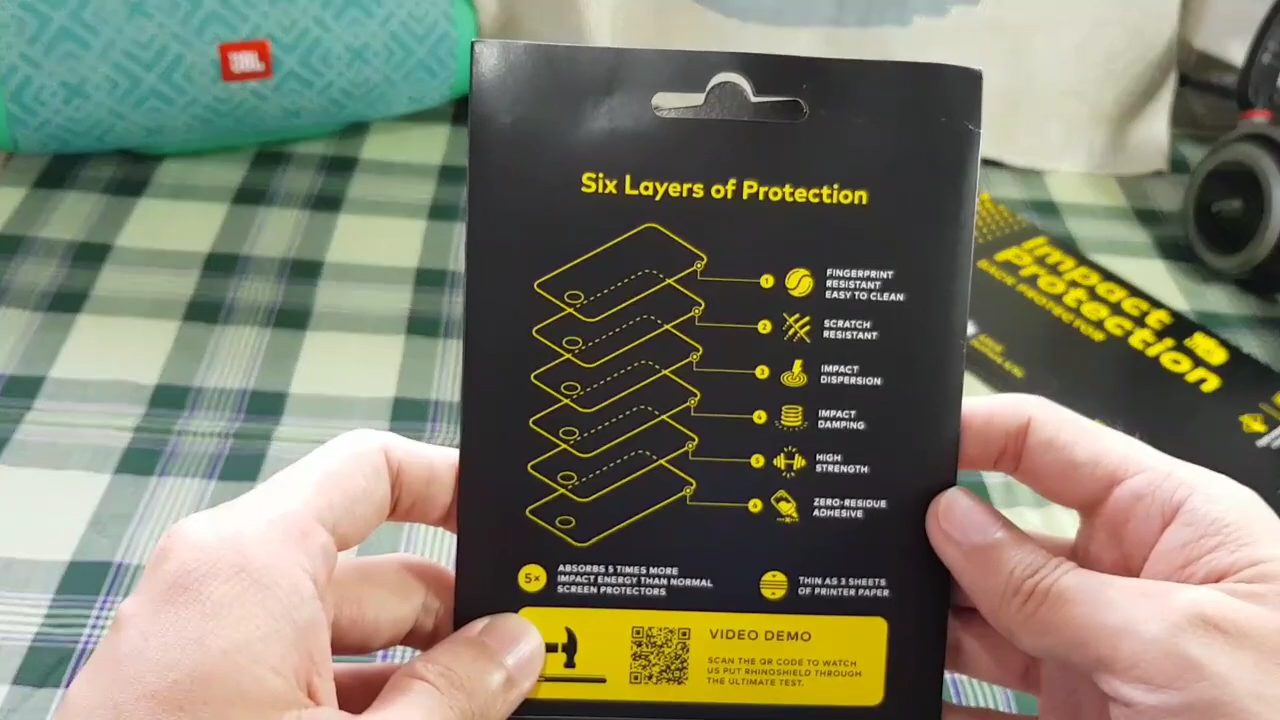 JBL
Six Layers of Protection
1
FINGERPRINT
RESISTANT
EASY TO CLEAN
2
SCRATCH
RESISTANT
3
IMPACT
DISPERSION
4
IMPACT
DAMPING
5
HIGH
STRENGTH
6
ZERO-RESIDUE
ADHESIVE
5×
ABSORBS 5 TIMES MORE
IMPACT ENERGY THAN NORMAL
SCREEN PROTECTORS
THIN AS 3 SHEETS
OF PRINTER PAPER
VIDEO DEMO
SCAN THE QR CODE TO WATCH
US PUT RHINOSHIELD THROUGH
THE ULTIMATE TEST.
Impact
Protection
BACK PROTECTOR